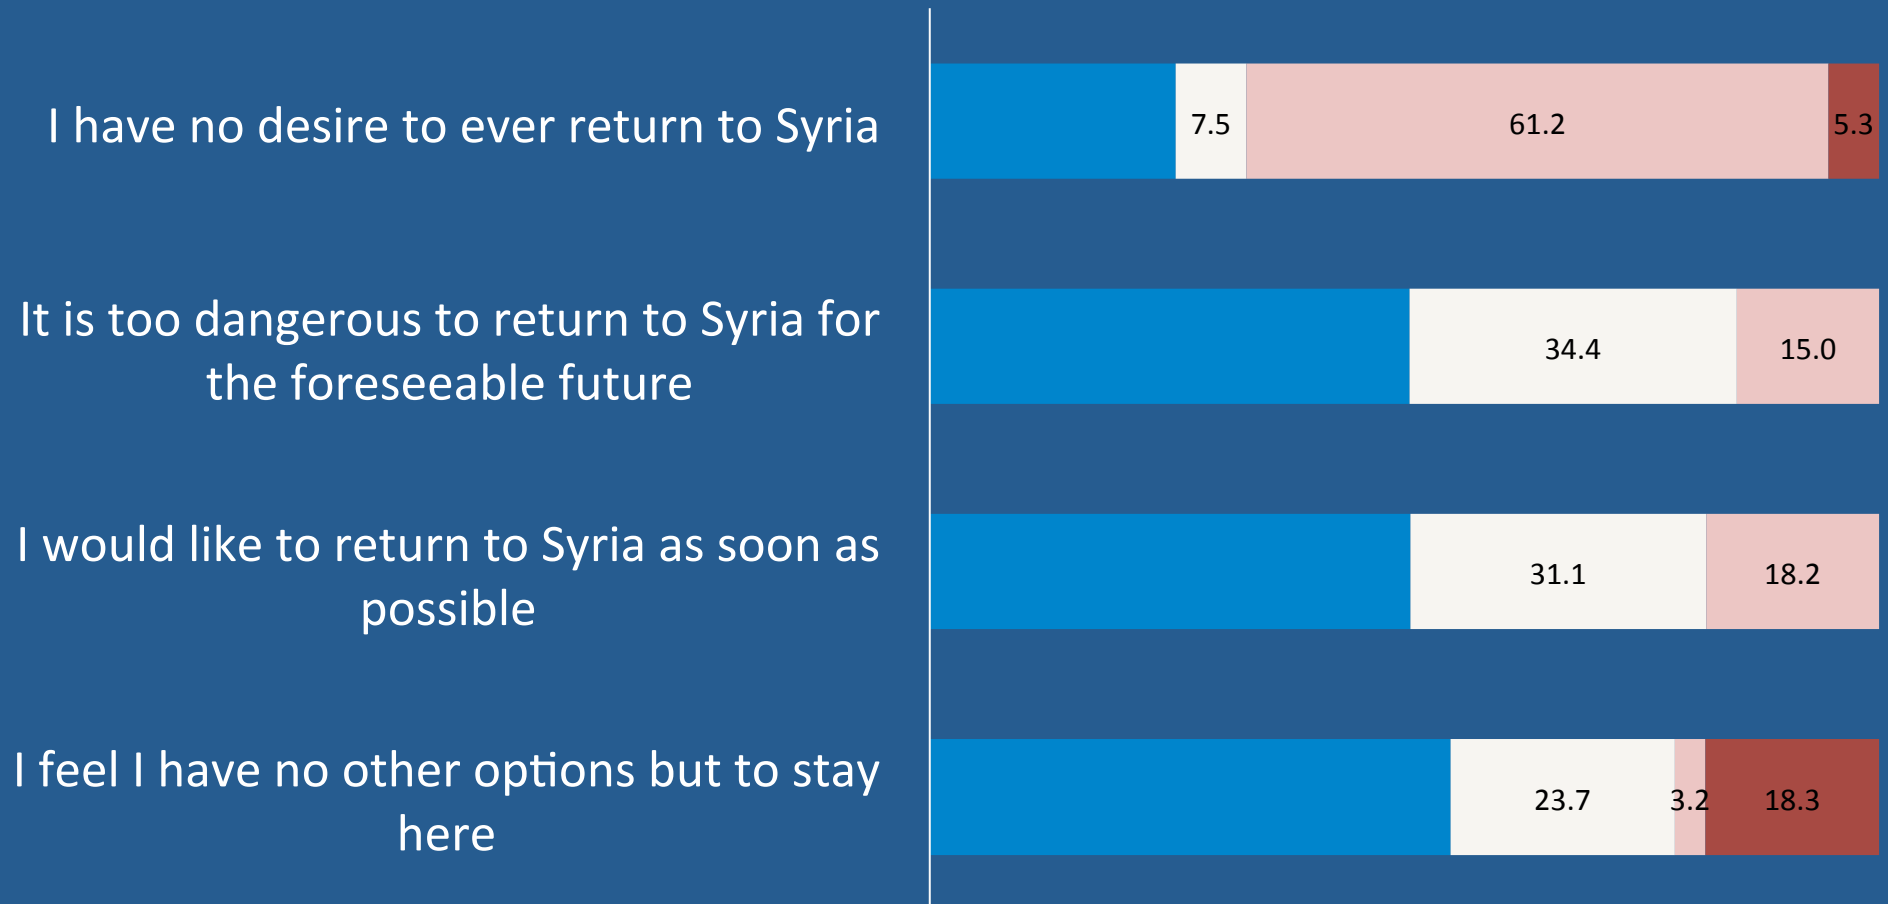 I have no desire to ever return to Syria
7.5 61.2 5.3
It is too dangerous to return to Syria for
the foreseeable future
34.4 15.0
I would like to return to Syria as soon as
possible
31.1 18.2
I feel I have no other options but to stay
here
23.7 3.2 18.3